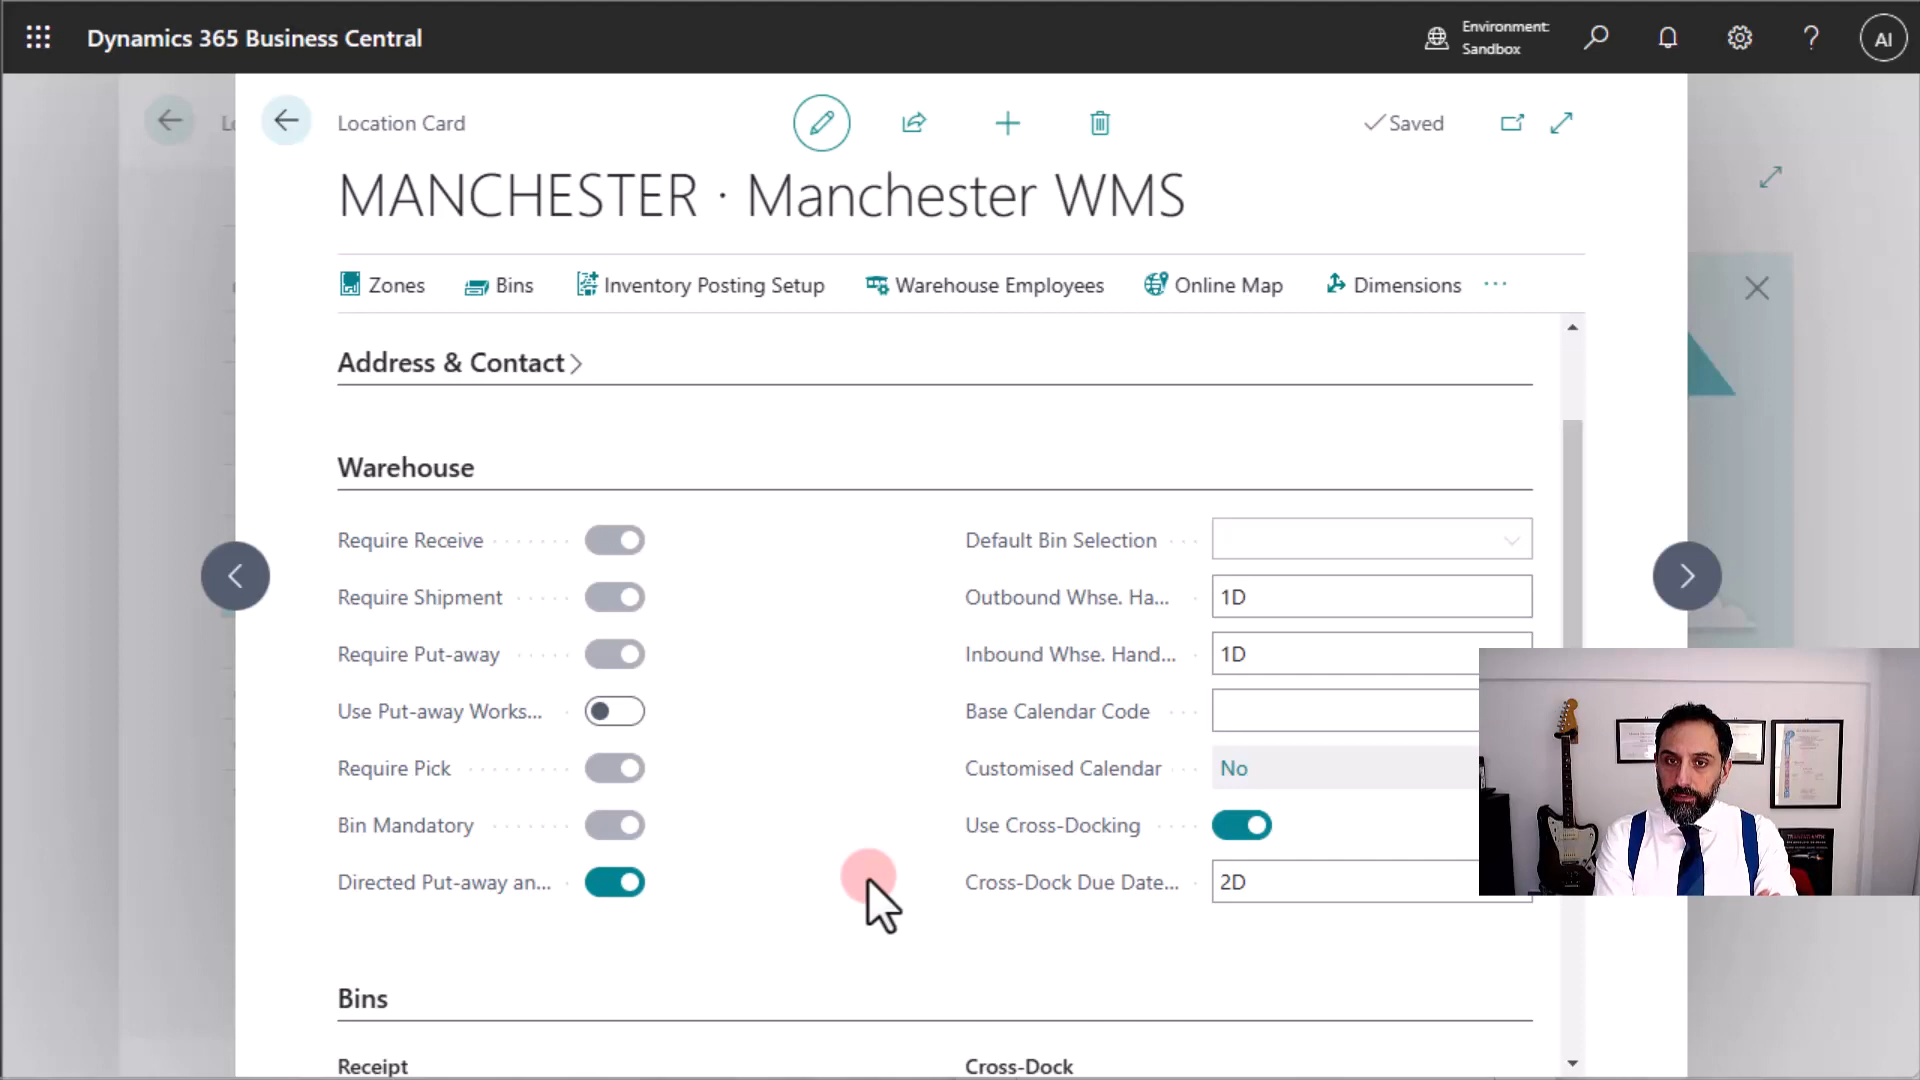 Dynamics 365 Business Central
Environment:
Sandbox
AI
Location Card
Saved
MANCHESTER · Manchester WMS
Zones
Bins
Inventory Posting Setup
Warehouse Employees
Online Map
Dimensions
Address & Contact
Warehouse
Require Receive
Require Shipment
Require Put-away
Use Put-away Works...
Require Pick
Bin Mandatory
Directed Put-away an...
Default Bin Selection
Outbound Whse. Ha... 1D
Inbound Whse. Hand... 1D
Base Calendar Code
Customised Calendar No
Use Cross-Docking
Cross-Dock Due Date... 2D
Bins
Receipt
Cross-Dock